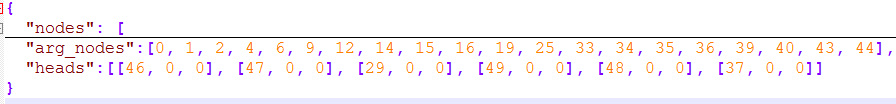 {
"nodes": [
"arg_nodes":[0, 1, 2, 4, 6, 9, 12, 14, 15, 16, 19, 25, 33, 34, 35, 36, 39, 40, 43, 44],
"heads":[[46, 0, 0], [47, 0, 0], [29, 0, 0], [49, 0, 0], [48, 0, 0], [37, 0, 0]]
}